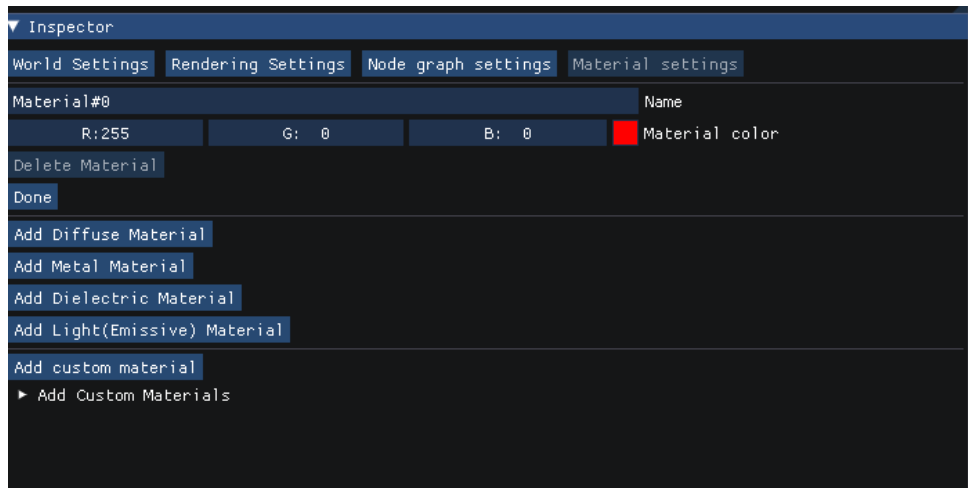 Inspector
World Settings Rendering Settings Node graph settings Material settings
Material#0 Name
R:255 G: 0 B: 0 Material color
Delete Material
Done
Add Diffuse Material
Add Metal Material
Add Dielectric Material
Add Light(Emissive) Material
Add custom material
Add Custom Materials